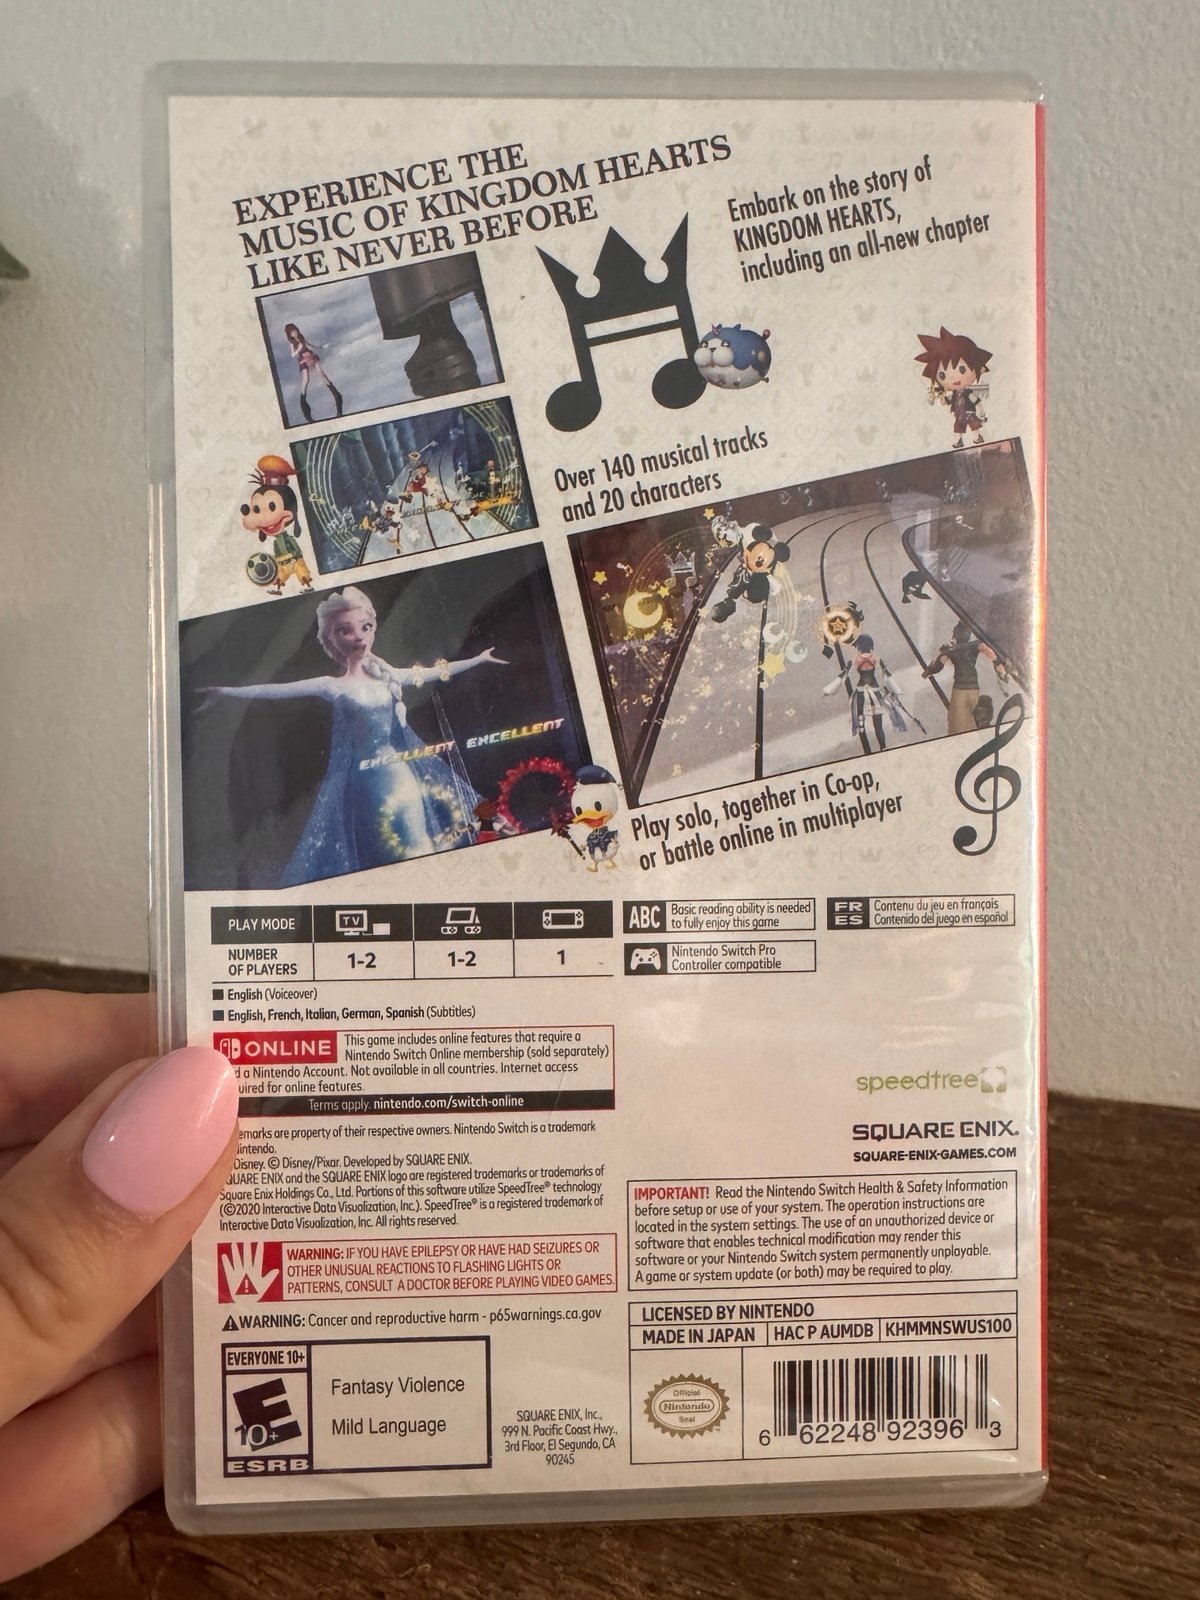 EXPERIENCE THE
MUSIC OF KINGDOM HEARTS
LIKE NEVER BEFORE
Embark on the story of
KINGDOM HEARTS,
including an all-new chapter
Over 140 musical tracks
and 20 characters
EXCELLENT EXCELLENT
Play solo, together in Co-op,
or battle online in multiplayer
PLAY MODE
TV
NUMBER
OF PLAYERS
1-2
1-2
1
ABC
Basic reading ability is needed
to fully enjoy this game
FR
ES
Contenu du jeu en français
Contenido del juego en español
Nintendo Switch Pro
Controller compatible
■ English (Voiceover)
■ English, French, Italian, German, Spanish (Subtitles)
ONLINE
This game includes online features that require a
Nintendo Switch Online membership (sold separately)
a Nintendo Account. Not available in all countries. Internet access
for online features.
Terms apply. nintendo.com/switch-online
are property of their respective owners. Nintendo Switch is a trademark
Disney. © Disney/Pixar. Developed by SQUARE ENIX.
ENIX and the SQUARE ENIX logo are registered trademarks or trademarks of
Square Enix Holdings Co., Ltd. Portions of this software utilize SpeedTree® technology
(©2020 Interactive Data Visualization, Inc.). SpeedTree® is a registered trademark of
Interactive Data Visualization, Inc. All rights reserved.
WARNING: IF YOU HAVE EPILEPSY OR HAVE HAD SEIZURES OR
OTHER UNUSUAL REACTIONS TO FLASHING LIGHTS OR
PATTERNS, CONSULT A DOCTOR BEFORE PLAYING VIDEO GAMES.
WARNING: Cancer and reproductive harm - p65warnings.ca.gov
EVERYONE 10+
E
10+
ESRB
Fantasy Violence
Mild Language
SQUARE ENIX, Inc.,
999 N. Pacific Coast Hwy.,
3rd Floor, El Segundo, CA
90245
speedtree
SQUARE ENIX.
SQUARE-ENIX-GAMES.COM
IMPORTANT! Read the Nintendo Switch Health & Safety Information
before setup or use of your system. The operation instructions are
located in the system settings. The use of an unauthorized device or
software that enables technical modification may render this
software or your Nintendo Switch system permanently unplayable.
A game or system update (or both) may be required to play.
LICENSED BY NINTENDO
MADE IN JAPAN
HAC P AUMDB
KHMMNSWUS100
Official
Nintendo
Seal
6 62248 92396 3